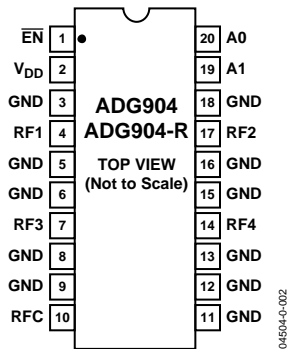 EN 1 20 A0
VDD 2 19 A1
GND 3 18 GND
RF1 4 17 RF2
GND 5 16 GND
GND 6 15 GND
RF3 7 14 RF4
GND 8 13 GND
GND 9 12 GND
RFC 10 11 GND
ADG904
ADG904-R
TOP VIEW
(Not to Scale)
04504-0-002